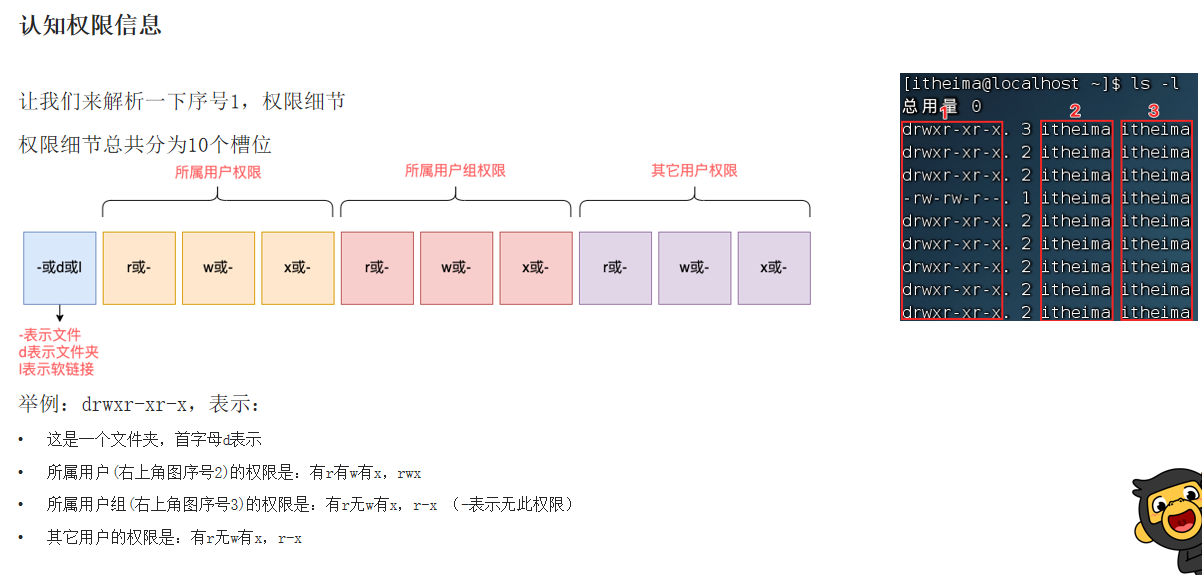 认知权限信息
让我们来解析一下序号1，权限细节
权限细节总共分为10个槽位
所属用户权限 所属用户组权限 其它用户权限
-或d或l r或- w或- x或- r或- w或- x或- r或- w或- x或-
-表示文件
d表示文件夹
l表示软链接
举例：drwxr-xr-x，表示：
• 这是一个文件夹，首字母d表示
• 所属用户(右上角图序号2)的权限是：有r有w有x，rwx
• 所属用户组(右上角图序号3)的权限是：有r无w有x，r-x （-表示无此权限）
• 其它用户的权限是：有r无w有x，r-x
[itheima@localhost ~]$ ls -l
总用量 0
1 2 3
drwxr-xr-x. 3 itheima itheima
drwxr-xr-x. 2 itheima itheima
drwxr-xr-x. 2 itheima itheima
-rw-rw-r--. 1 itheima itheima
drwxr-xr-x. 2 itheima itheima
drwxr-xr-x. 2 itheima itheima
drwxr-xr-x. 2 itheima itheima
drwxr-xr-x. 2 itheima itheima
drwxr-xr-x. 2 itheima itheima